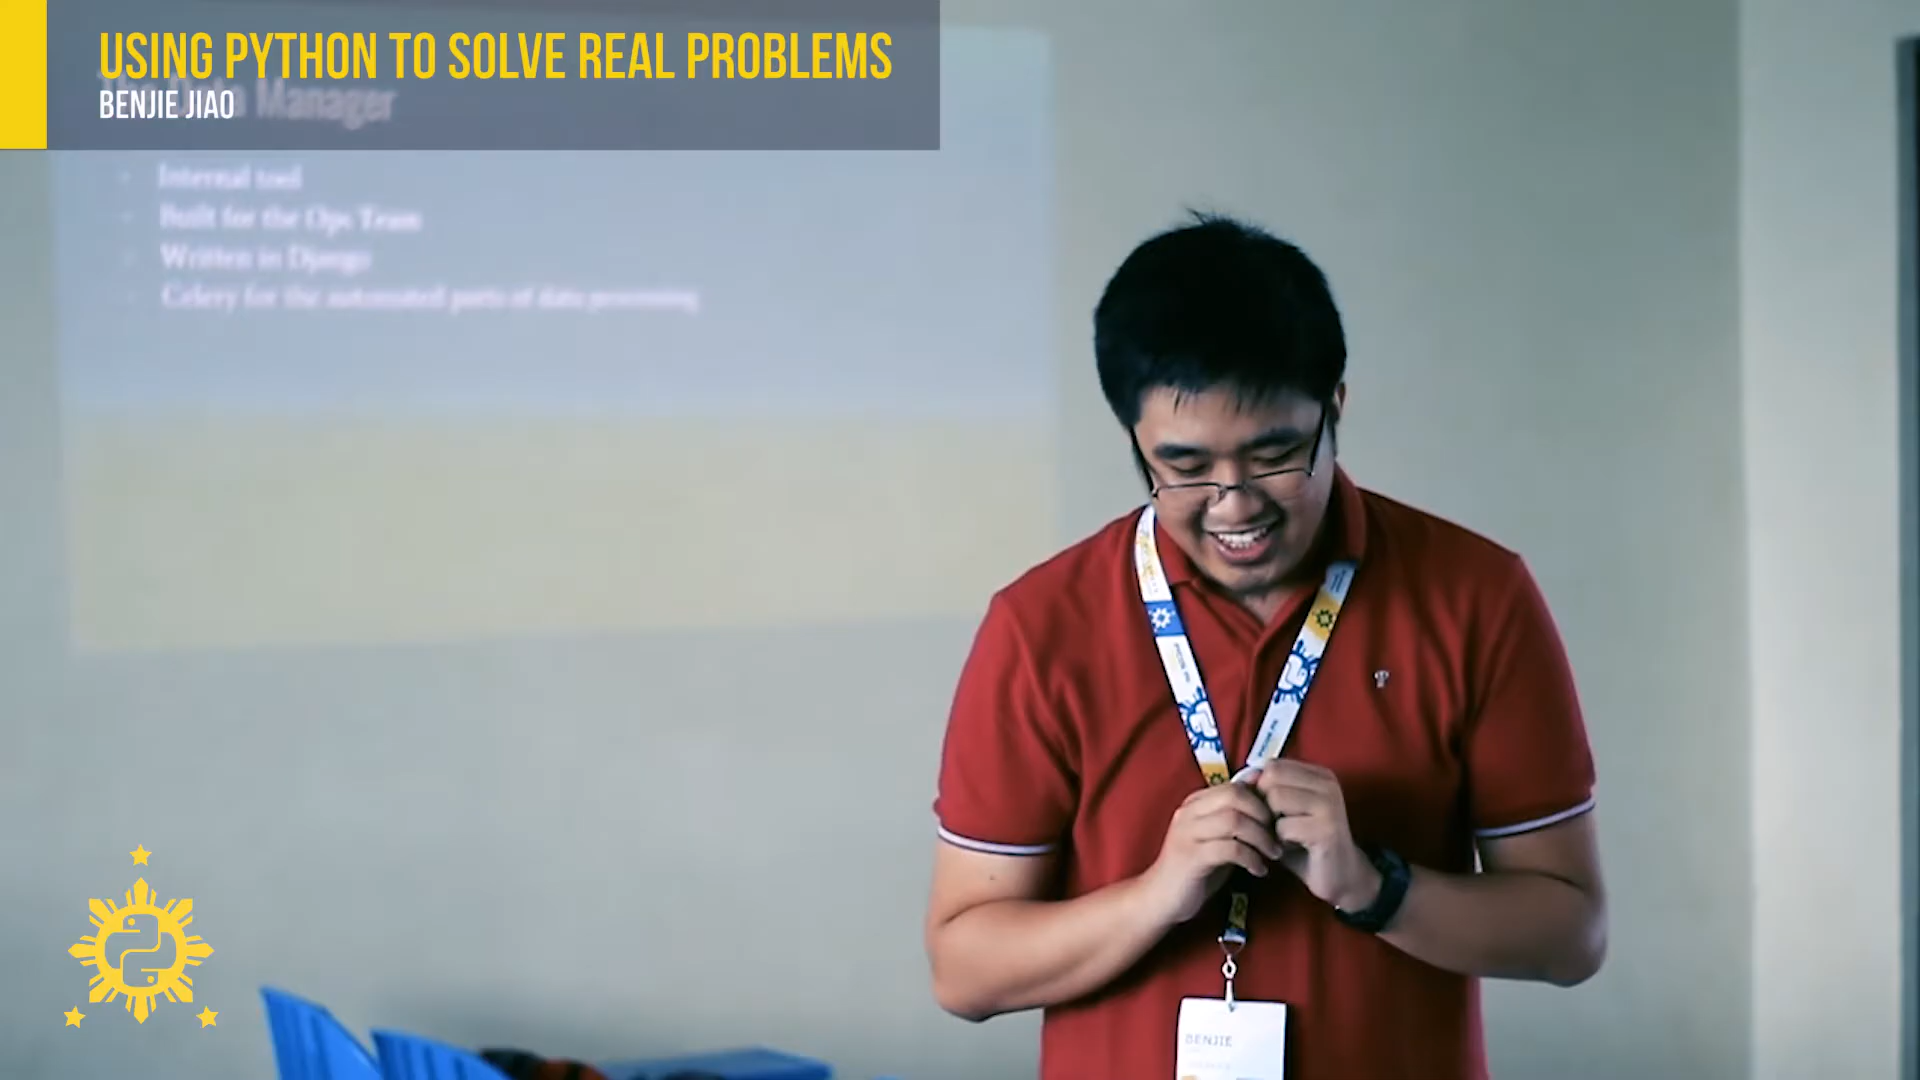 USING PYTHON TO SOLVE REAL PROBLEMS
BENJIE JIAO
Data Manager
Internal tool
Built for the Ops Team
Written in Django
Celery for the automated parts of data processing
BENJIE